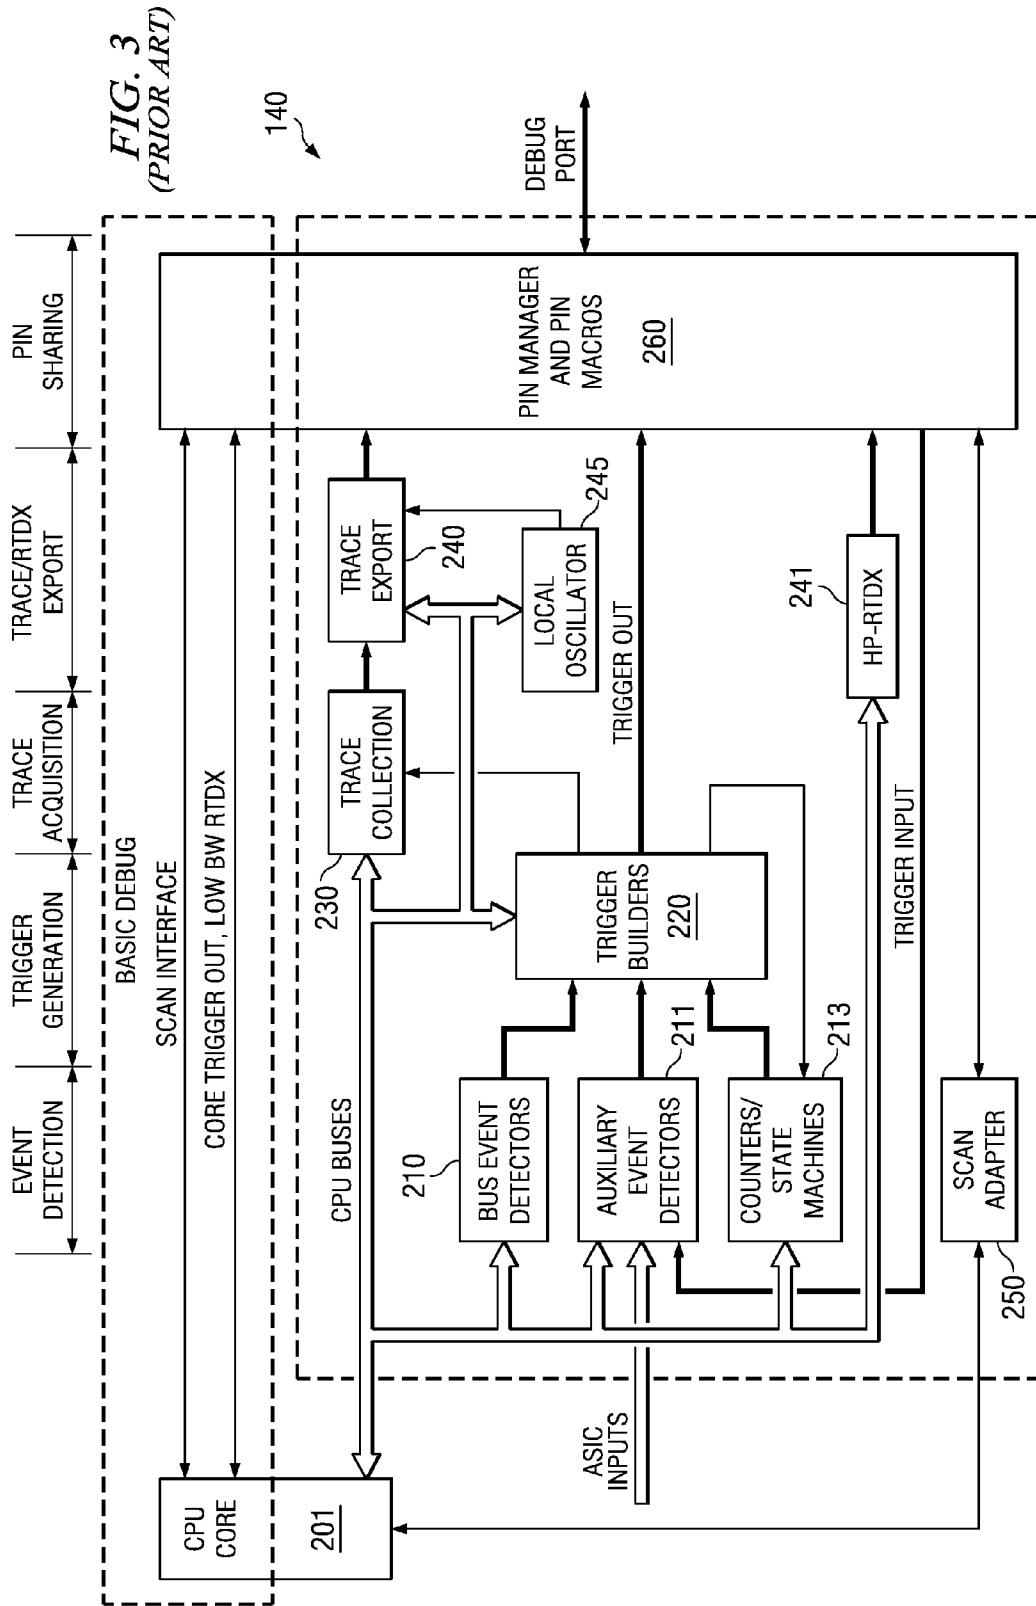 FIG. 3
(PRIOR ART)
140
EVENT
DETECTION
TRIGGER
GENERATION
TRACE
ACQUISITION
TRACE/RTDX
EXPORT
PIN
SHARING
BASIC DEBUG
SCAN INTERFACE
CORE TRIGGER OUT, LOW BW RTDX
CPU
CORE
201
CPU BUSES
230
TRACE
COLLECTION
TRACE
EXPORT
240
LOCAL
OSCILLATOR
245
210
BUS EVENT
DETECTORS
AUXILIARY
EVENT
DETECTORS
211
COUNTERS/
STATE
MACHINES
213
TRIGGER
BUILDERS
220
TRIGGER OUT
PIN MANAGER
AND PIN
MACROS
260
DEBUG
PORT
ASIC
INPUTS
241
HP-RTDX
TRIGGER INPUT
SCAN
ADAPTER
250